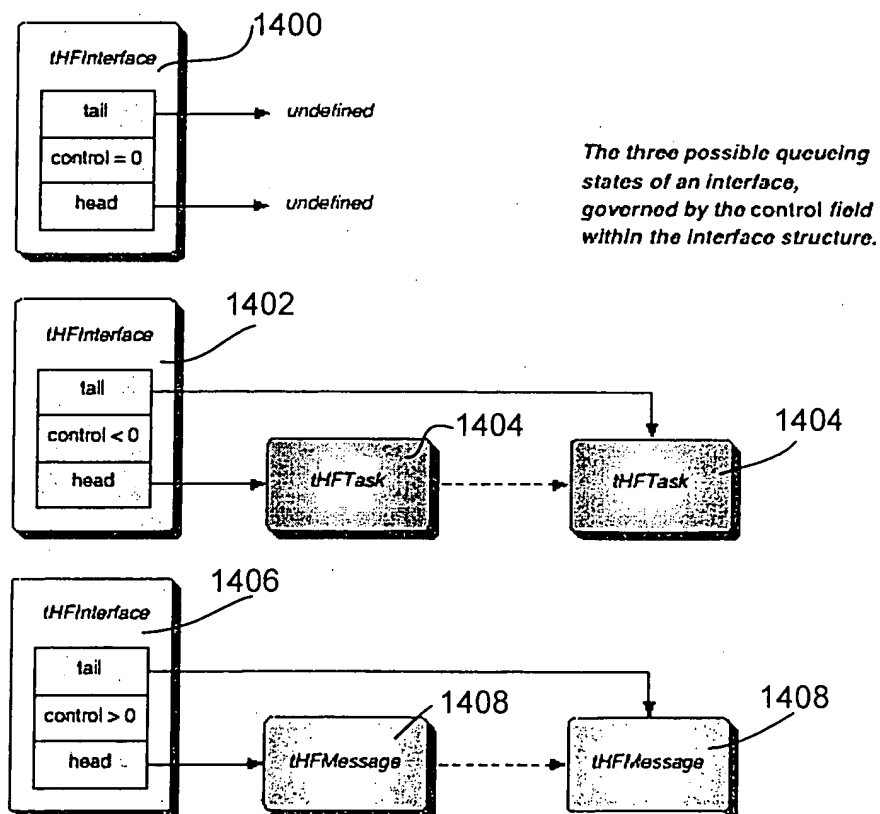 1400
tHFInterface
tail
undefined
control = 0
head
undefined
The three possible queueing
states of an interface,
governed by the control field
within the interface structure.
1402
tHFInterface
tail
control < 0
head
1404
tHFTask
1404
tHFTask
1406
tHFInterface
tail
control > 0
head
1408
tHFMessage
1408
tHFMessage